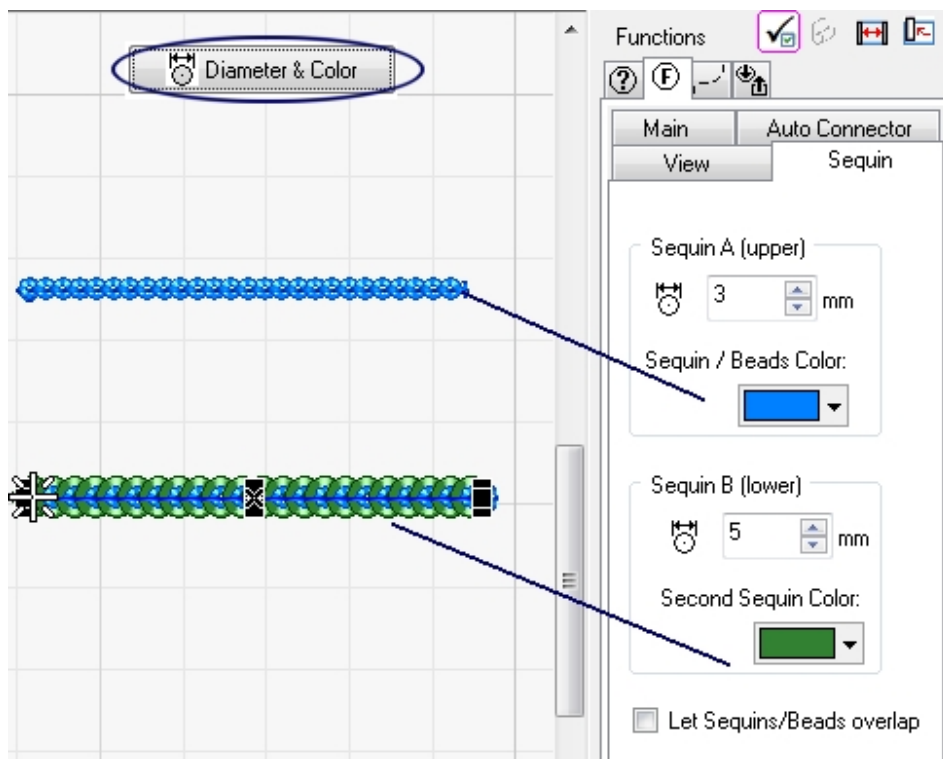 Diameter & Color
Functions
Main
Auto Connector
View
Sequin
Sequin A (upper)
3
mm
Sequin / Beads Color:
Sequin B (lower)
5
mm
Second Sequin Color:
Let Sequins/Beads overlap